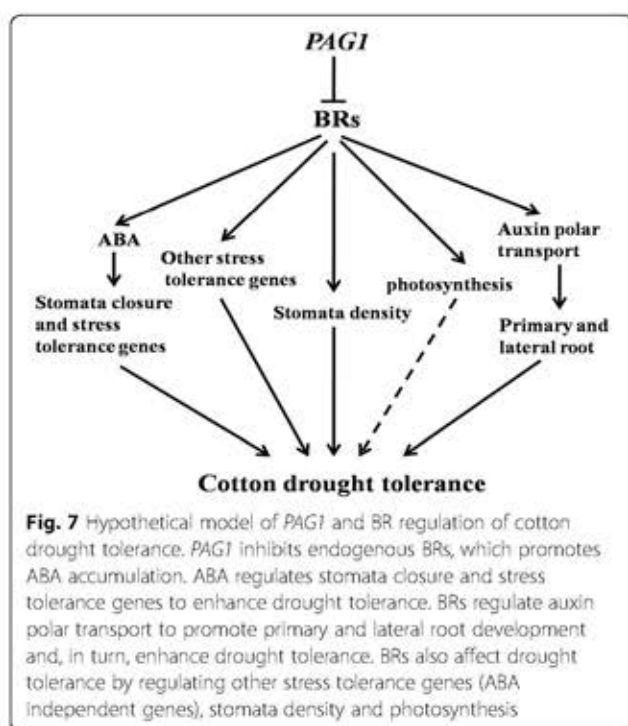 PAG1
BRs
ABA
Other stress
tolerance genes
Auxin polar
transport
Stomata closure
and stress
tolerance genes
Stomata density
photosynthesis
Primary and
lateral root
Cotton drought tolerance
Fig. 7 Hypothetical model of PAG1 and BR regulation of cotton
drought tolerance. PAG1 inhibits endogenous BRs, which promotes
ABA accumulation. ABA regulates stomata closure and stress
tolerance genes to enhance drought tolerance. BRs regulate auxin
polar transport to promote primary and lateral root development
and, in turn, enhance drought tolerance. BRs also affect drought
tolerance by regulating other stress tolerance genes (ABA
independent genes), stomata density and photosynthesis